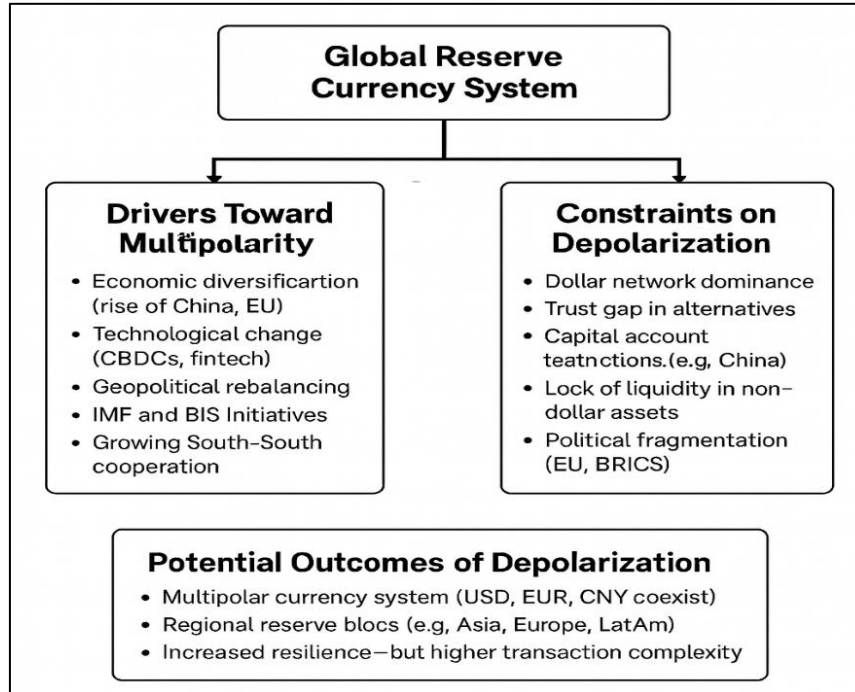 Global Reserve
Currency System
Drivers Toward
Multipolarity
• Economic diversificartion
(rise of China, EU)
• Technological change
(CBDCs, fintech)
• Geopolitical rebalancing
• IMF and BIS Initiatives
• Growing South-South
cooperation
Constraints on
Depolarization
• Dollar network dominance
• Trust gap in alternatives
• Capital account
teatnctions.(e.g, China)
• Lock of liquidity in non-
dollar assets
• Political fragmentation
(EU, BRICS)
Potential Outcomes of Depolarization
• Multipolar currency system (USD, EUR, CNY coexist)
• Regional reserve blocs (e.g, Asia, Europe, LatAm)
• Increased resilience—but higher transaction complexity